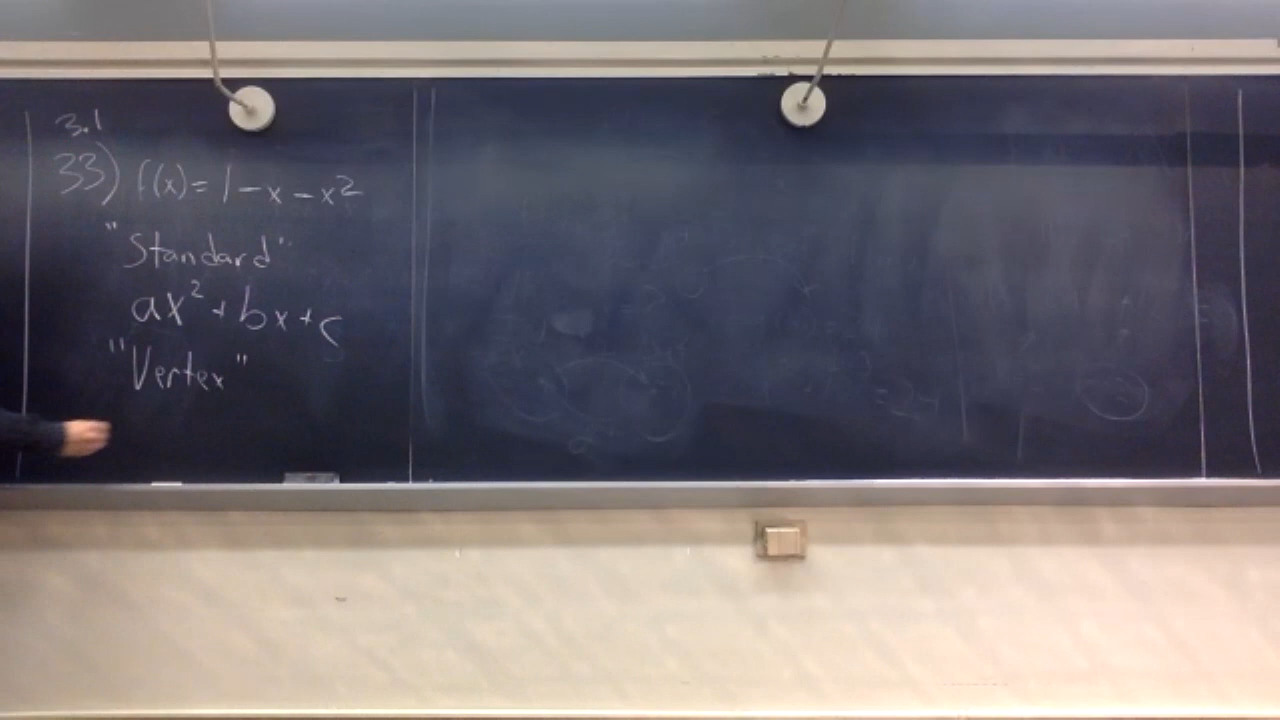 3.1
33) f(x) = 1 - x - x²
"Standard"
ax² + bx + c
"Vertex"